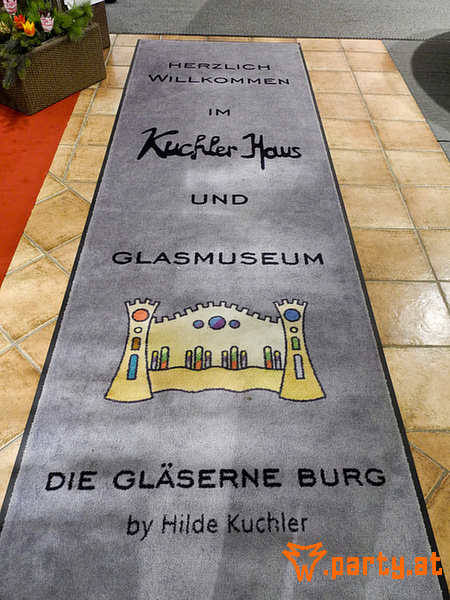 HERZLICH
WILLKOMMEN
IM
Kuchler Haus
UND
GLASMUSEUM
DIE GLÄSERNE BURG
by Hilde Kuchler
W.party.at